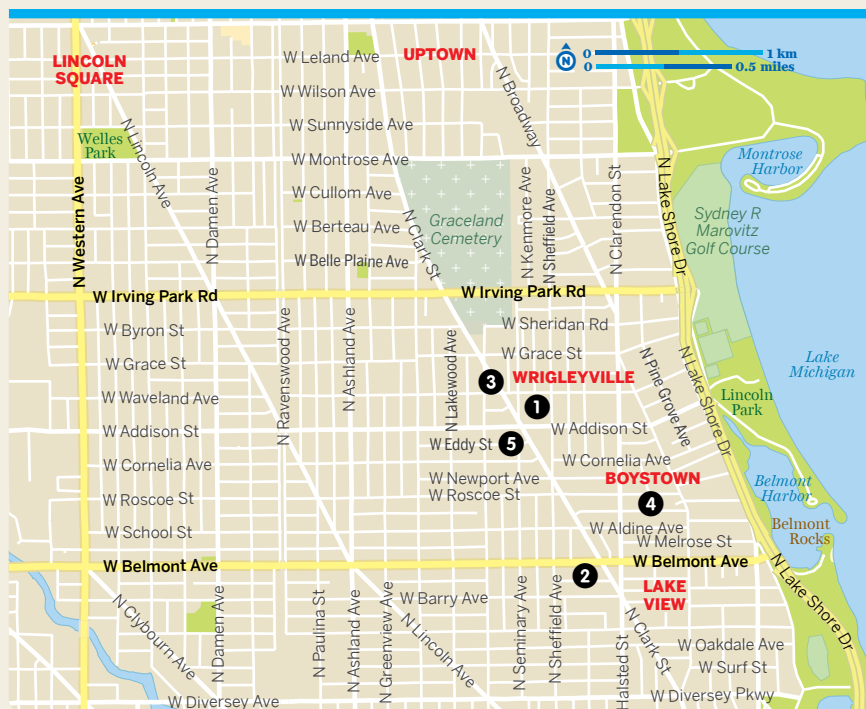 LINCOLN
SQUARE
W Leland Ave
UPTOWN
N
0 1 km
0 0.5 miles
W Wilson Ave
N Broadway
W Sunnyside Ave
N Lincoln Ave
Welles
Park
W Montrose Ave
Montrose
Harbor
N Western Ave
N Damen Ave
W Cullom Ave
N Clark St
Graceland
Cemetery
N Kenmore Ave
N Sheffield Ave
N Clarendon St
N Lake Shore Dr
Sydney R
Marovitz
Golf Course
W Berteau Ave
W Belle Plaine Ave
W Irving Park Rd
W Irving Park Rd
W Byron St
N Ravenswood Ave
N Ashland Ave
N Lakewood Ave
W Sheridan Rd
W Grace St
W Grace St
N Pine Grove Ave
N Lake Shore Dr
Lake
Michigan
3
WRIGLEYVILLE
W Waveland Ave
1
Lincoln
Park
W Addison St
W Addison St
W Eddy St
5
W Cornelia Ave
W Cornelia Ave
W Newport Ave
BOYSTOWN
Belmont
Harbor
W Roscoe St
W Roscoe St
4
W School St
W Aldine Ave
Belmont
Rocks
W Melrose St
W Belmont Ave
W Belmont Ave
2
LAKE
VIEW
N Lake Shore Dr
N Clybourn Ave
N Damen Ave
N Paulina St
N Ashland Ave
N Greenview Ave
W Barry Ave
N Lincoln Ave
N Seminary Ave
N Sheffield Ave
Halsted St
N Clark St
W Oakdale Ave
W Surf St
W Diversey Ave
W Diversey Pkwy